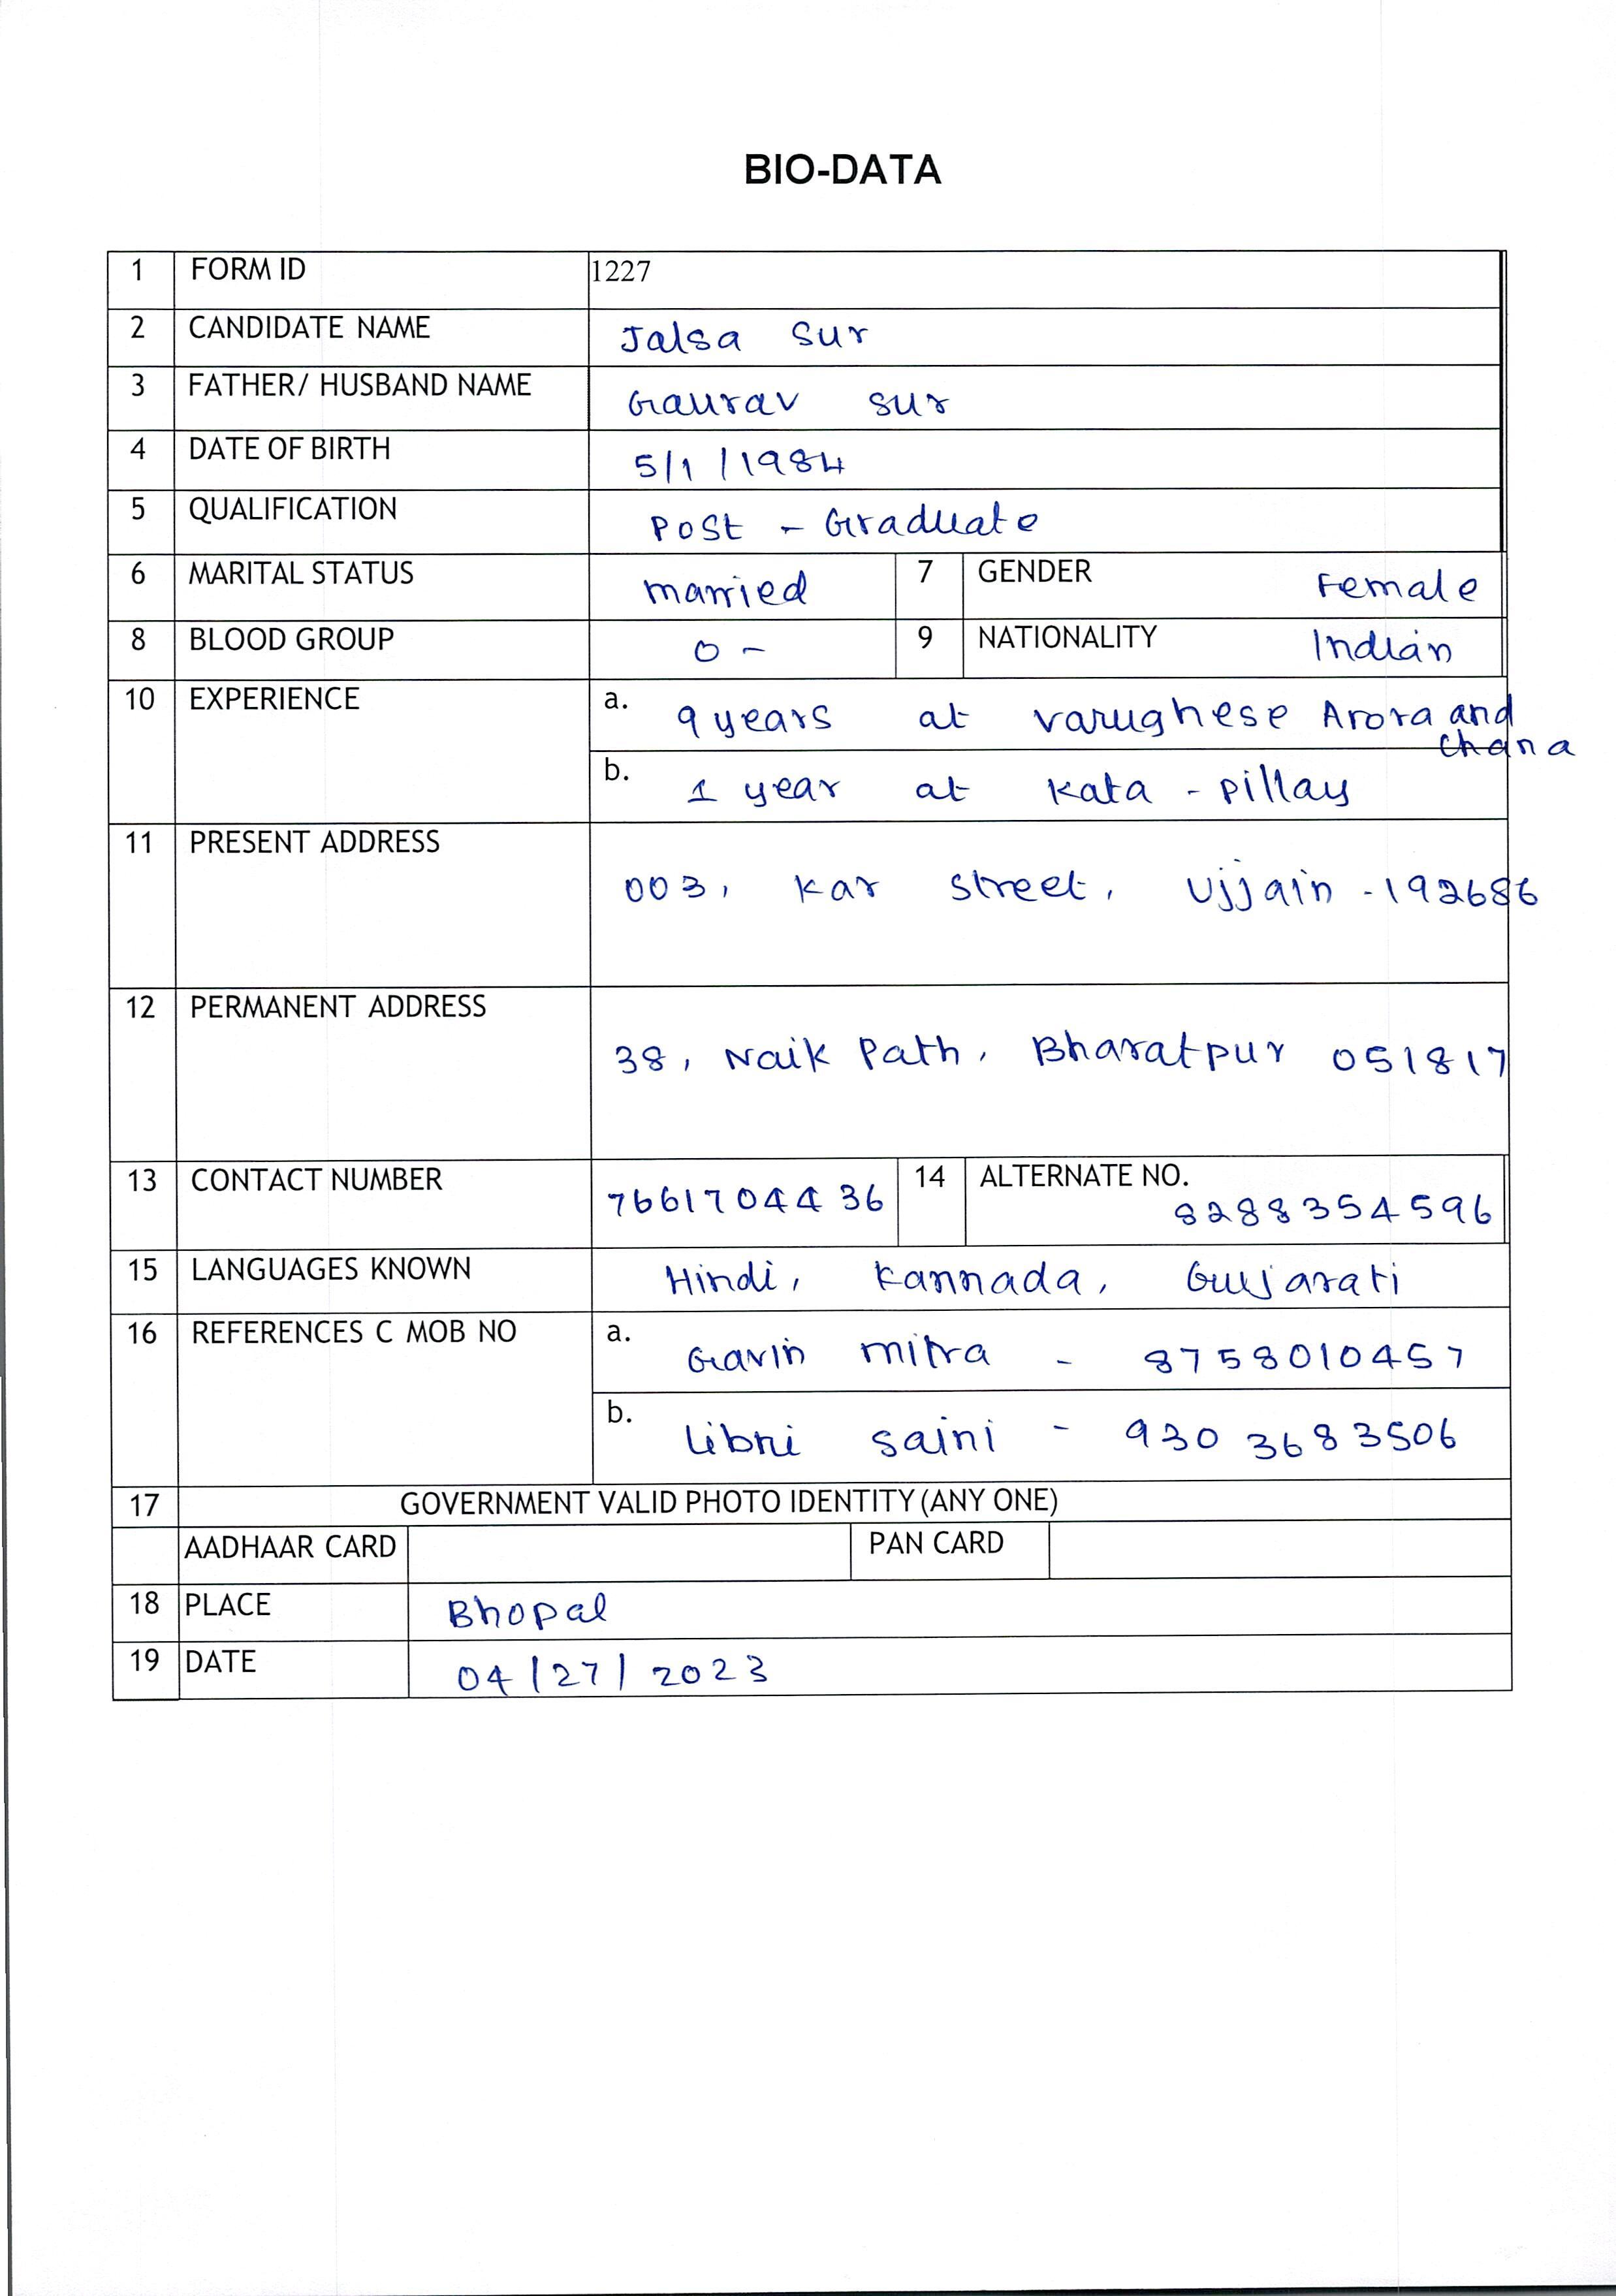 BIO-DATA
1 FORM ID 1227
2 CANDIDATE NAME Jalsa Sur
3 FATHER/ HUSBAND NAME Gaurav Sur
4 DATE OF BIRTH 5/1/1984
5 QUALIFICATION Post - Graduate
6 MARITAL STATUS married 7 GENDER Female
8 BLOOD GROUP O - 9 NATIONALITY Indian
10 EXPERIENCE a. 9 years at varughese Arora and
chana
b. 1 year at Kata - pillay
11 PRESENT ADDRESS
003, Kar Street, Ujjain - 192686
12 PERMANENT ADDRESS
38, Naik Path, Bharatpur 051817
13 CONTACT NUMBER 7661704436 14 ALTERNATE NO.
8288354596
15 LANGUAGES KNOWN Hindi, Kannada, Gujarati
16 REFERENCES C MOB NO a. Gavin mitra - 8758010457
b. libni saini - 9303683506
17 GOVERNMENT VALID PHOTO IDENTITY (ANY ONE)
AADHAAR CARD PAN CARD
18 PLACE Bhopal
19 DATE 04/27/2023